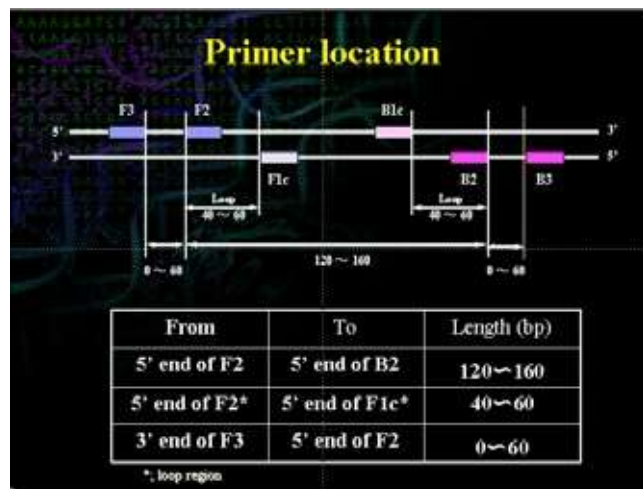 Primer location
F3 F2 B1c
5' 3'
3' 5'
F1c B2 B3
Loop Loop
40～60 40～60
120～160
0～60 0～60
From To Length (bp)
5' end of F2 5' end of B2 120~160
5' end of F2* 5' end of F1c* 40~60
3' end of F3 5' end of F2 0~60
*; loop region